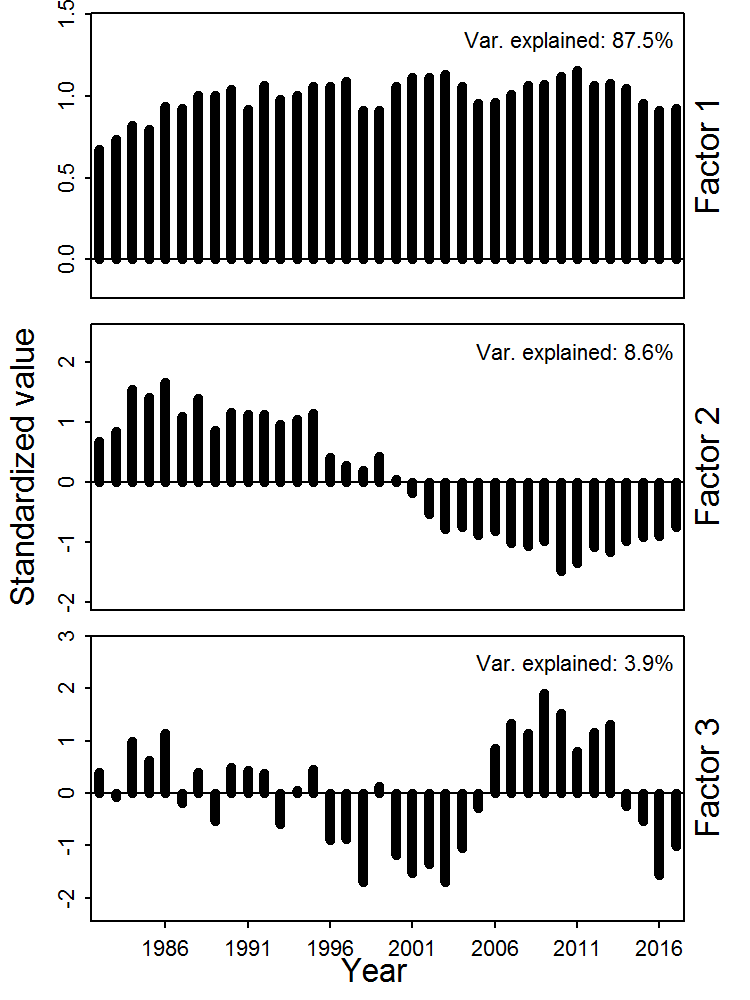 Var. explained: 87.5%
1.5
1.0
0.5
0.0
Factor 1
Var. explained: 8.6%
2
1
0
-1
-2
Factor 2
Standardized value
Var. explained: 3.9%
3
2
1
0
-1
-2
Factor 3
1986 1991 1996 2001 2006 2011 2016
Year